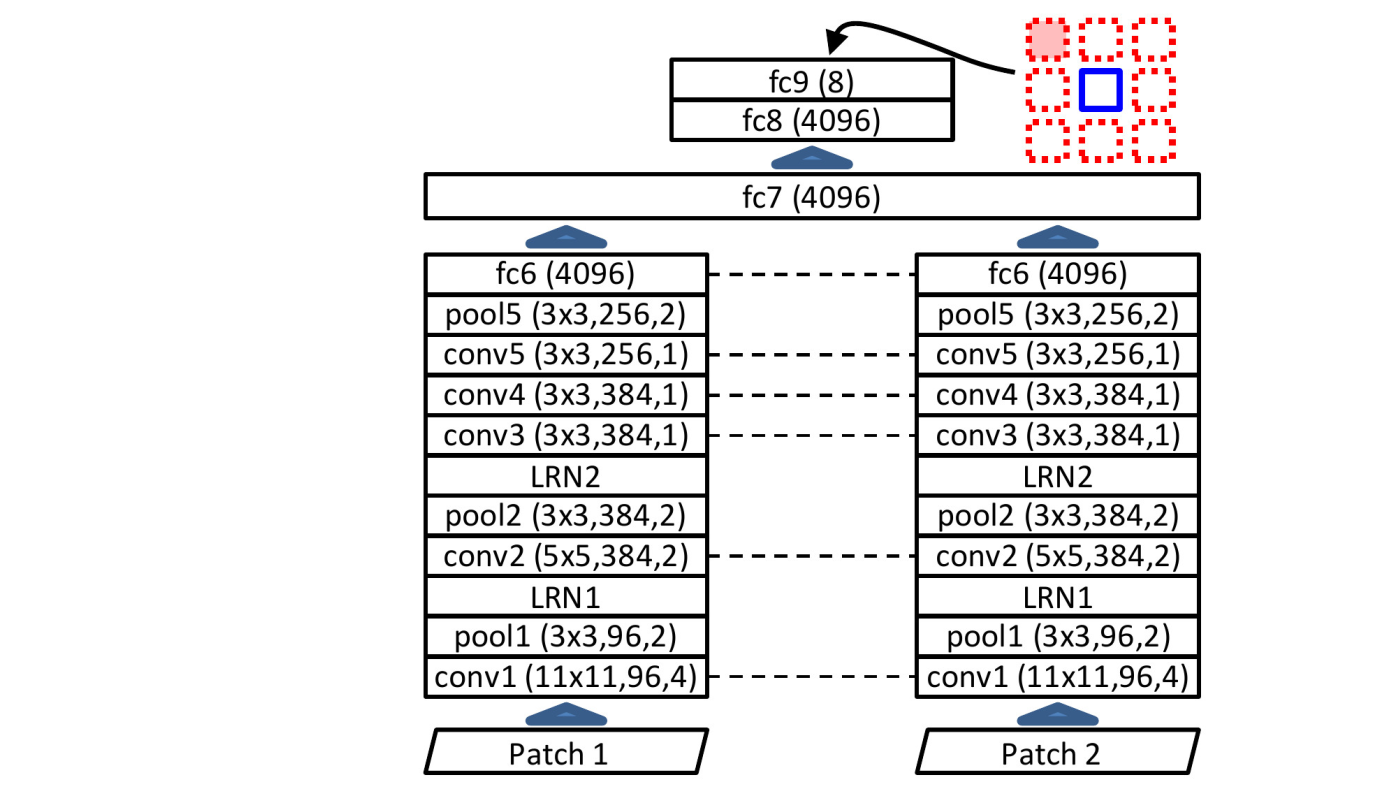 fc9 (8)
fc8 (4096)
fc7 (4096)
fc6 (4096)
pool5 (3x3,256,2)
conv5 (3x3,256,1)
conv4 (3x3,384,1)
conv3 (3x3,384,1)
LRN2
pool2 (3x3,384,2)
conv2 (5x5,384,2)
LRN1
pool1 (3x3,96,2)
conv1 (11x11,96,4)
Patch 1
fc6 (4096)
pool5 (3x3,256,2)
conv5 (3x3,256,1)
conv4 (3x3,384,1)
conv3 (3x3,384,1)
LRN2
pool2 (3x3,384,2)
conv2 (5x5,384,2)
LRN1
pool1 (3x3,96,2)
conv1 (11x11,96,4)
Patch 2